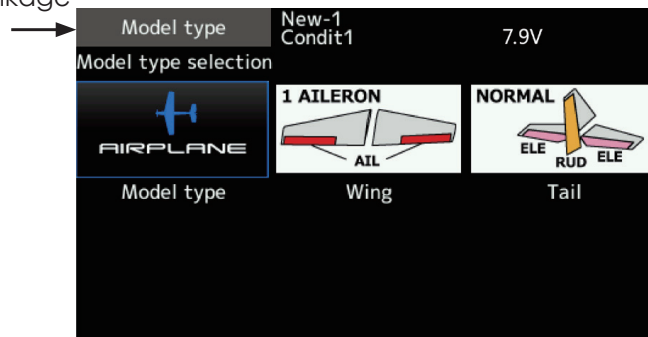 nkage
Model type
New-1
Condit1
7.9V
Model type selection
AIRPLANE
1 AILERON
AIL
NORMAL
ELE
RUD
ELE
Model type
Wing
Tail